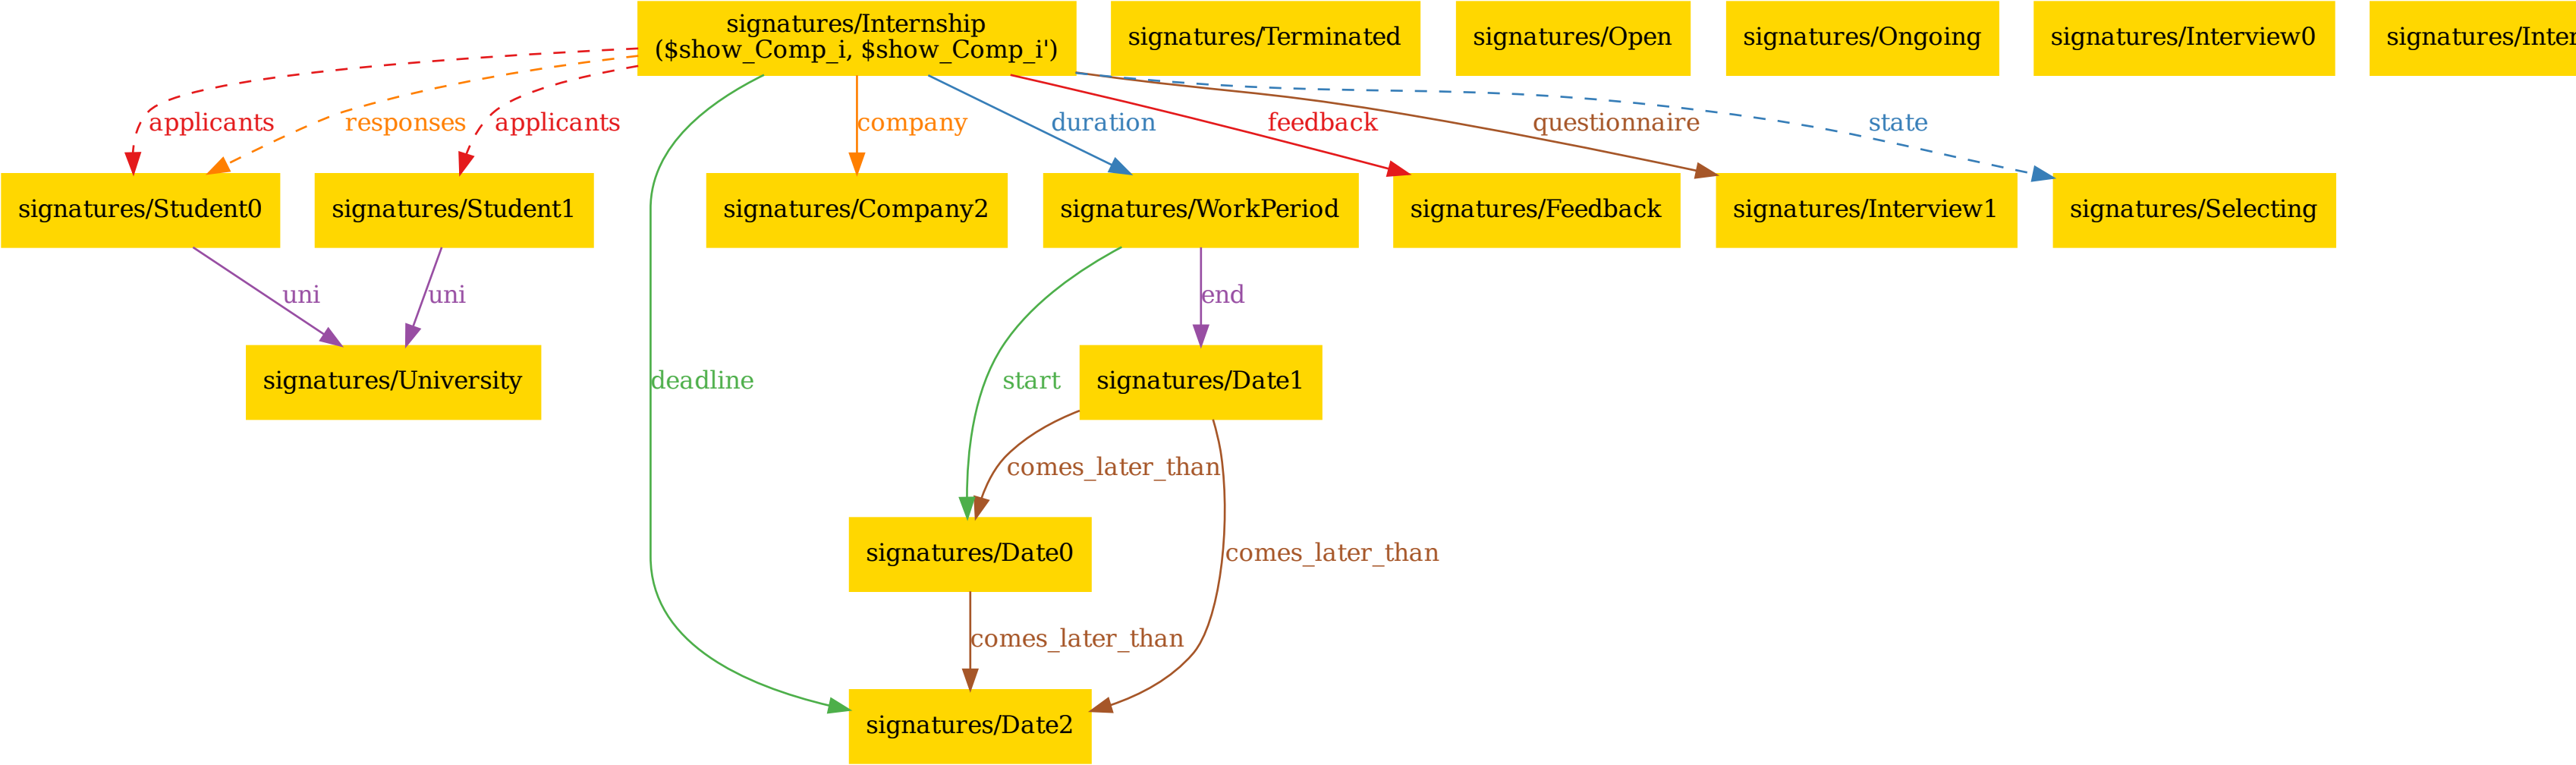 signatures/Internship
($show_Comp_i, $show_Comp_i')
signatures/Terminated
signatures/Open
signatures/Ongoing
signatures/Interview0
applicants
responses
applicants
company
duration
feedback
questionnaire
state
signatures/Student0
signatures/Student1
signatures/Company2
signatures/WorkPeriod
signatures/Feedback
signatures/Interview1
signatures/Selecting
uni
uni
end
signatures/University
deadline
start
signatures/Date1
comes_later_than
signatures/Date0
comes_later_than
comes_later_than
signatures/Date2